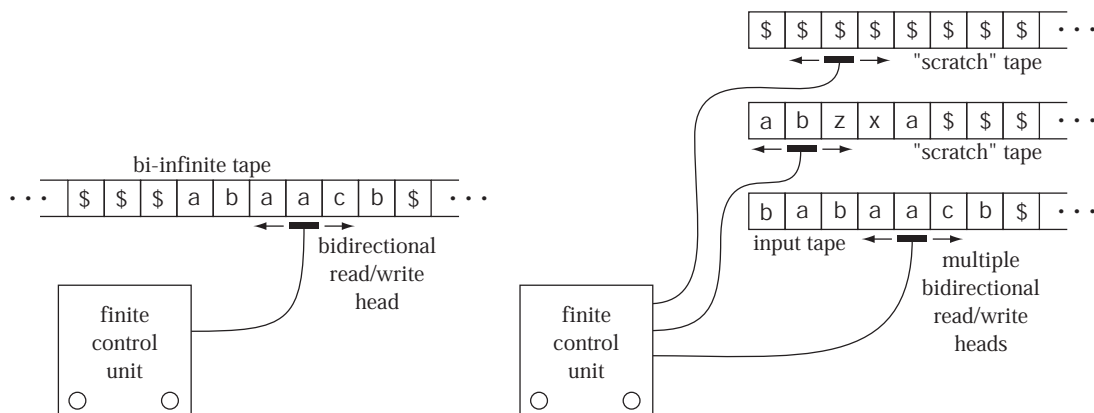 bi-infinite tape
· · · $ $ $ a b a a c b $ · · ·
bidirectional
read/write
head
finite
control
unit
$ $ $ $ $ $ $ $ · · ·
"scratch" tape
a b z x a $ $ $ · · ·
"scratch" tape
b a b a a c b $ · · ·
input tape
multiple
bidirectional
read/write
heads
finite
control
unit